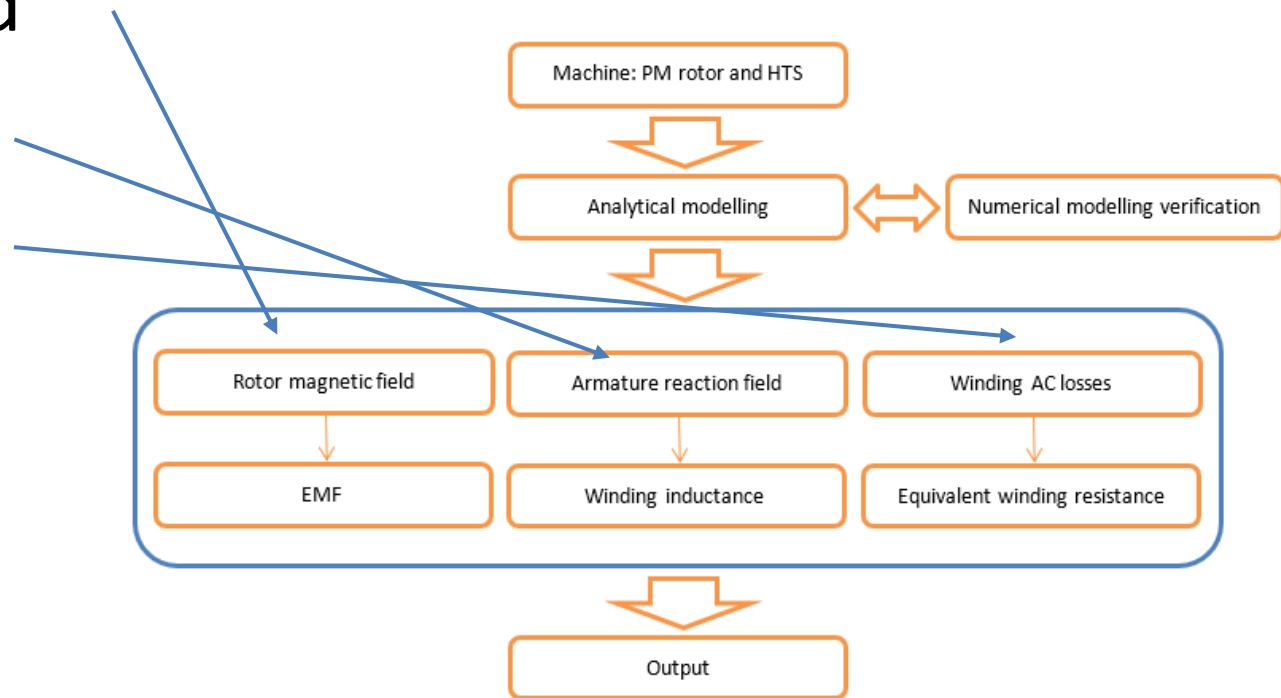 Machine: PM rotor and HTS
Analytical modelling
Numerical modelling verification
Rotor magnetic field
Armature reaction field
Winding AC losses
EMF
Winding inductance
Equivalent winding resistance
Output